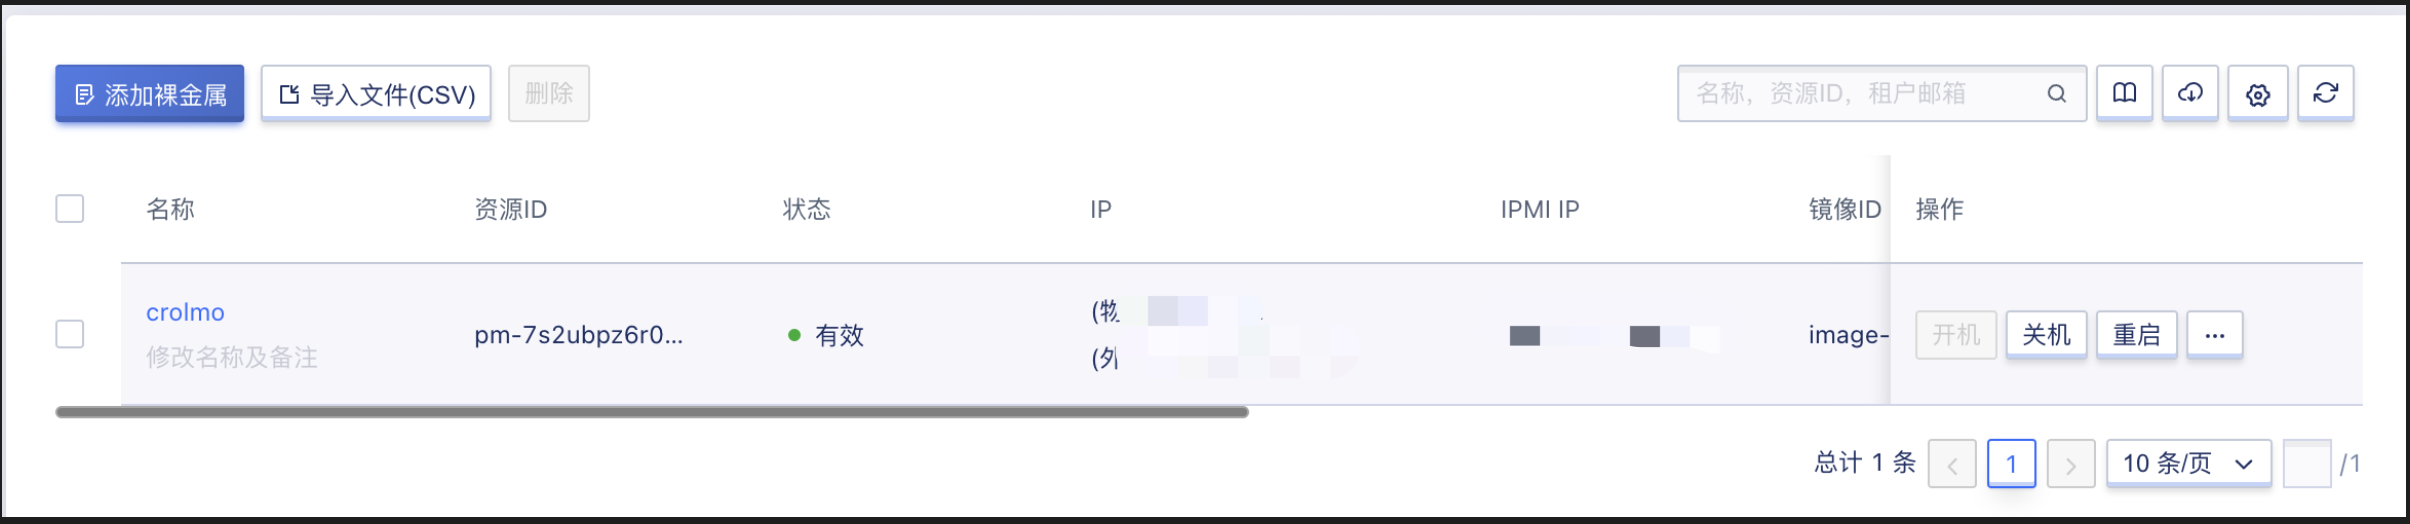 添加裸金属 导入文件(CSV) 删除 名称，资源ID，租户邮箱
名称 资源ID 状态 IP IPMI IP 镜像ID 操作
crolmo
修改名称及备注
pm-7s2ubpz6r0...
有效
(物
(外
image-
开机 关机 重启 ...
总计 1 条 1 10 条/页 /1